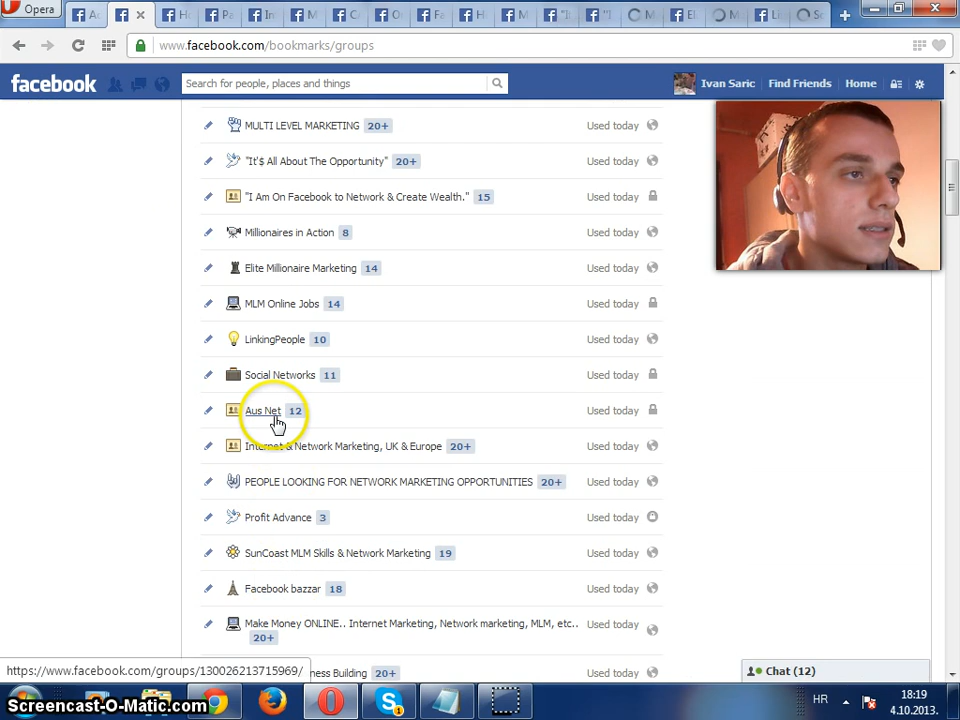 Opera
www.facebook.com/bookmarks/groups
facebook
Search for people, places and things
Ivan Saric
Find Friends
Home
MULTI LEVEL MARKETING 20+ Used today
"It'$ All About The Opportunity" 20+ Used today
"I Am On Facebook to Network & Create Wealth." 15 Used today
Millionaires in Action 8 Used today
Elite Millionaire Marketing 14 Used today
MLM Online Jobs 14 Used today
LinkingPeople 10 Used today
Social Networks 11 Used today
Aus Net 12 Used today
Internet & Network Marketing, UK & Europe 20+ Used today
PEOPLE LOOKING FOR NETWORK MARKETING OPPORTUNITIES 20+ Used today
Profit Advance 3 Used today
SunCoast MLM Skills & Network Marketing 19 Used today
Facebook bazzar 18 Used today
Make Money ONLINE.. Internet Marketing, Network marketing, MLM, etc.. Used today
20+
https://www.facebook.com/groups/130026213715969/
ness Building 20+ Used today
Chat (12)
Screencast-O-Matic.com
HR
18:19
4.10.2013.